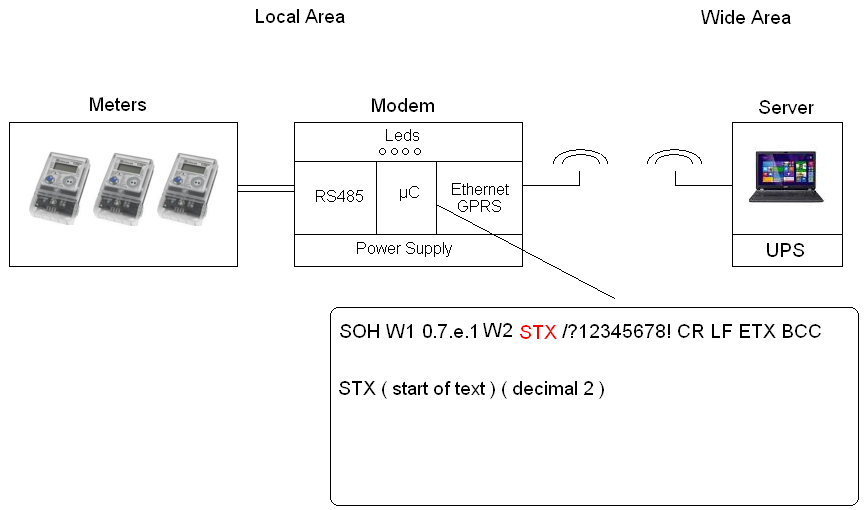 Local Area
Wide Area
Meters
Modem
Server
Leds
RS485
µC
Ethernet
GPRS
Power Supply
UPS
SOH W1 0.7.e.1 W2 STX /?12345678! CR LF ETX BCC
STX ( start of text ) ( decimal 2 )